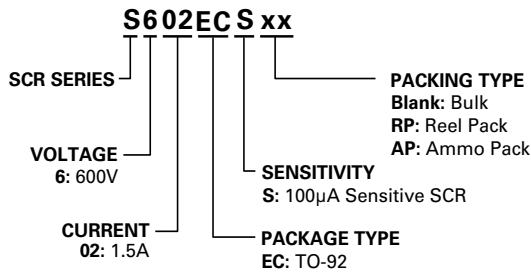 S602ECSxx
SCR SERIES
VOLTAGE
6: 600V
CURRENT
02: 1.5A
PACKING TYPE
Blank: Bulk
RP: Reel Pack
AP: Ammo Pack
SENSITIVITY
S: 100μA Sensitive SCR
PACKAGE TYPE
EC: TO-92